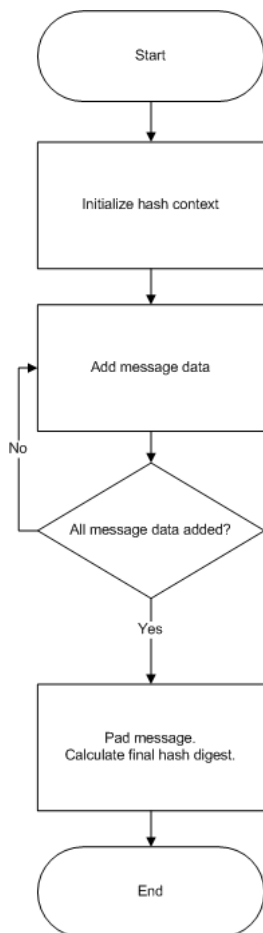 Start
Initialize hash context
Add message data
No
All message data added?
Yes
Pad message.
Calculate final hash digest.
End